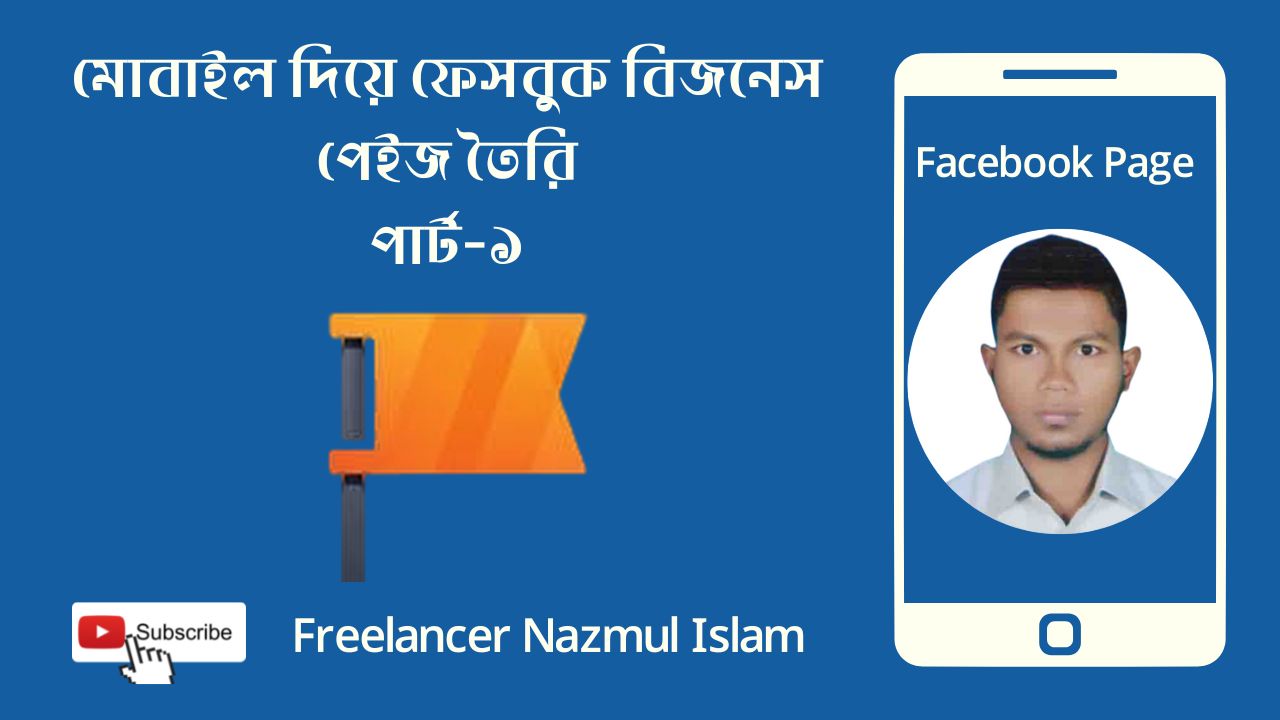 মোবাইল দিয়ে ফেসবুক বিজনেস
পেইজ তৈরি
পার্ট-১
Facebook Page
Subscribe
Freelancer Nazmul Islam